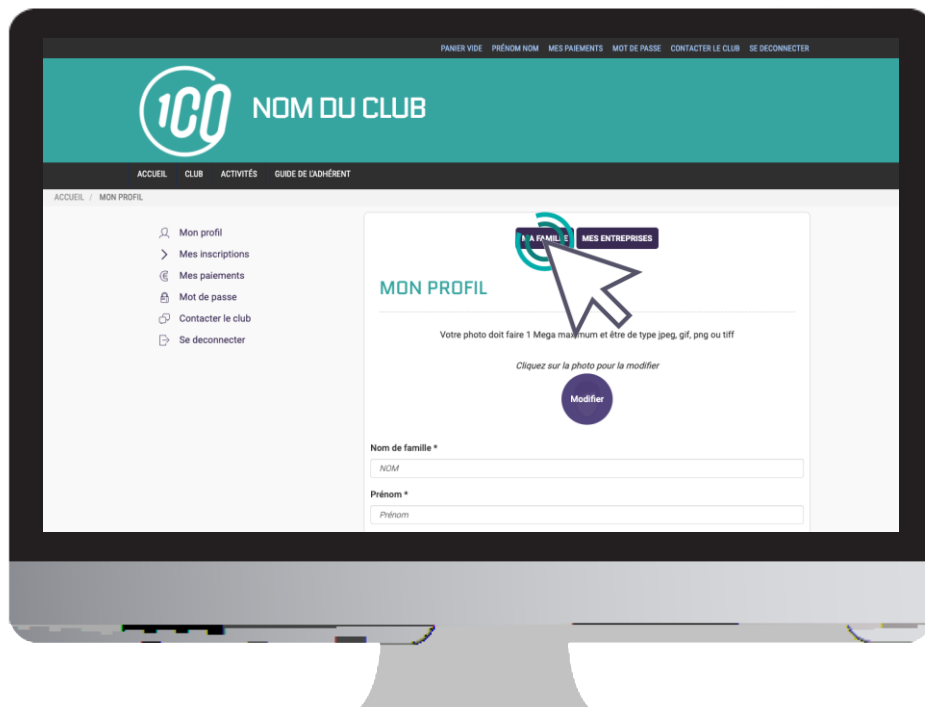 PANIER VIDE PRÉNOM NOM MES PAIEMENTS MOT DE PASSE CONTACTER LE CLUB SE DECONNECTER
100 NOM DU CLUB
ACCUEIL CLUB ACTIVITÉS GUIDE DE L'ADHÉRENT
ACCUEIL / MON PROFIL
Mon profil
Mes inscriptions
Mes paiements
Mot de passe
Contacter le club
Se deconnecter
MA FAMILLE MES ENTREPRISES
MON PROFIL
Votre photo doit faire 1 Mega maximum et être de type jpeg, gif, png ou tiff
Cliquez sur la photo pour la modifier
Modifier
Nom de famille *
NOM
Prénom *
Prénom